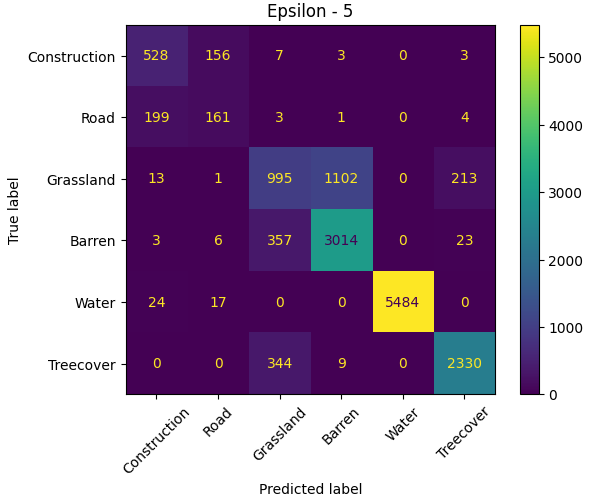 Epsilon - 5
True label
Construction 528 156 7 3 0 3
Road 199 161 3 1 0 4
Grassland 13 1 995 1102 0 213
Barren 3 6 357 3014 0 23
Water 24 17 0 0 5484 0
Treecover 0 0 344 9 0 2330
Construction Road Grassland Barren Water Treecover
Predicted label
5000
4000
3000
2000
1000
0